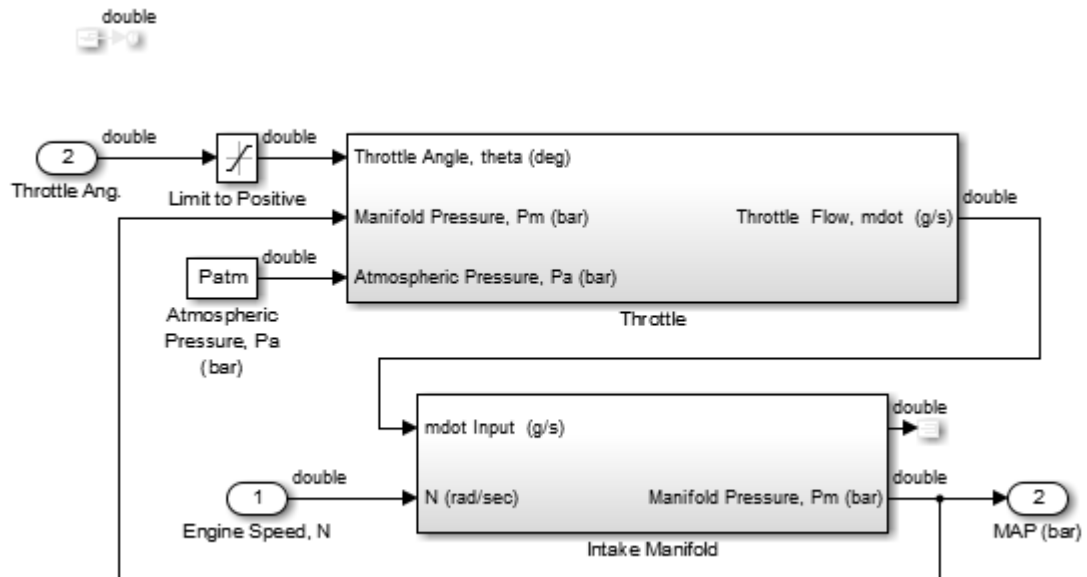 double
double
double
double
2
Throttle Angle, theta (deg)
Throttle Ang.
Limit to Positive
Manifold Pressure, Pm (bar)
Throttle Flow, mdot (g/s)
double
Patm
Atmospheric Pressure, Pa (bar)
Atmospheric
Pressure, Pa
(bar)
Throttle
double
mdot Input (g/s)
double
double
1
N (rad/sec)
Manifold Pressure, Pm (bar)
2
Engine Speed, N
MAP (bar)
Intake Manifold